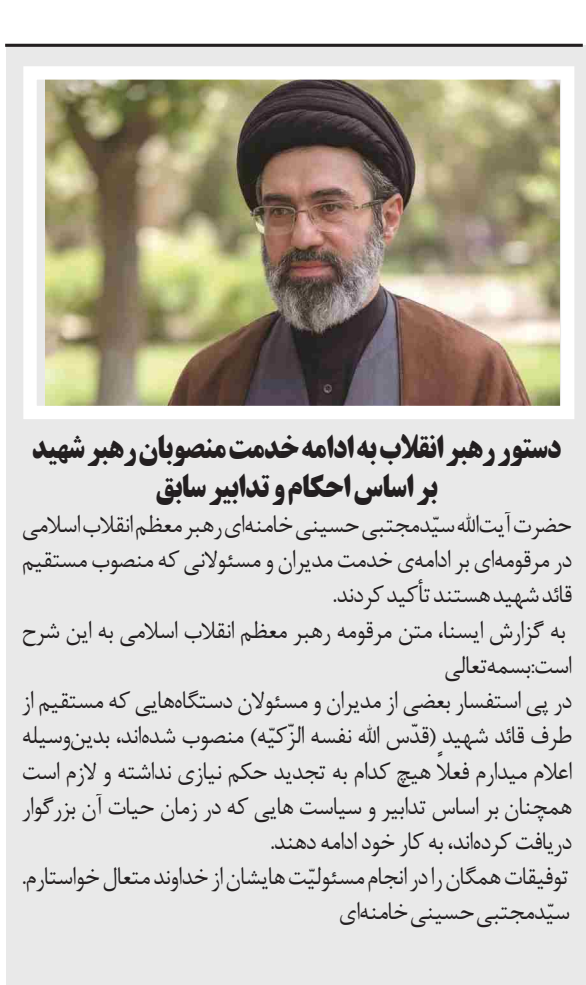 دستور رهبر انقلاب به ادامه خدمت منصوبان رهبر شهید
بر اساس احکام و تدابیر سابق
حضرت آیت‌الله سیّدمجتبی حسینی خامنه‌ای رهبر معظم انقلاب اسلامی
در مرقومه‌ای بر ادامه‌ی خدمت مدیران و مسئولانی که منصوب مستقیم
قائد شهید هستند تأکید کردند.
به گزارش ایسنا، متن مرقومه رهبر معظم انقلاب اسلامی به این شرح
است:بسمه‌تعالی
در پی استفسار بعضی از مدیران و مسئولان دستگاه‌هایی که مستقیم از
طرف قائد شهید (قدّس الله نفسه الزّکیّه) منصوب شده‌اند، بدین‌وسیله
اعلام میدارم فعلاً هیچ کدام به تجدید حکم نیازی نداشته و لازم است
همچنان بر اساس تدابیر و سیاست هایی که در زمان حیات آن بزرگوار
دریافت کرده‌اند، به کار خود ادامه دهند.
توفیقات همگان را در انجام مسئولیّت هایشان از خداوند متعال خواستارم.
سیّدمجتبی حسینی خامنه‌ای